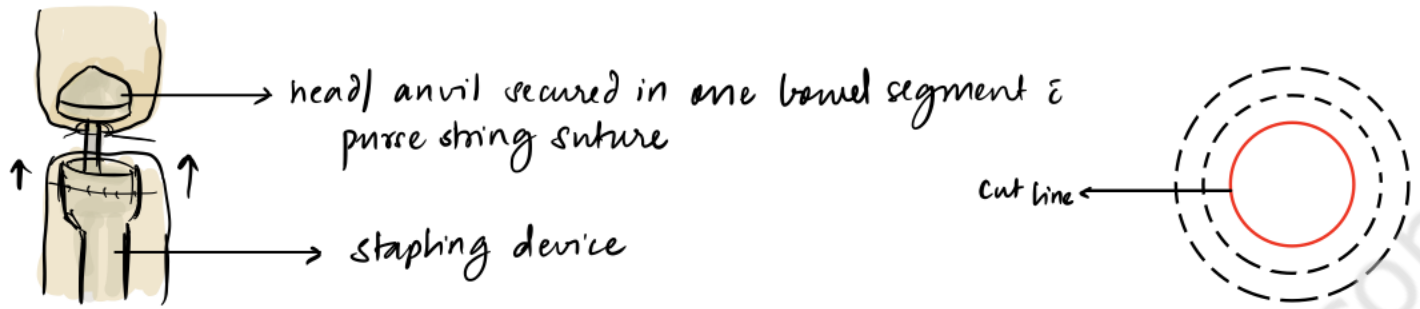 head/ anvil secured in one bowel segment c̄
purse string suture
cut line
stapling device